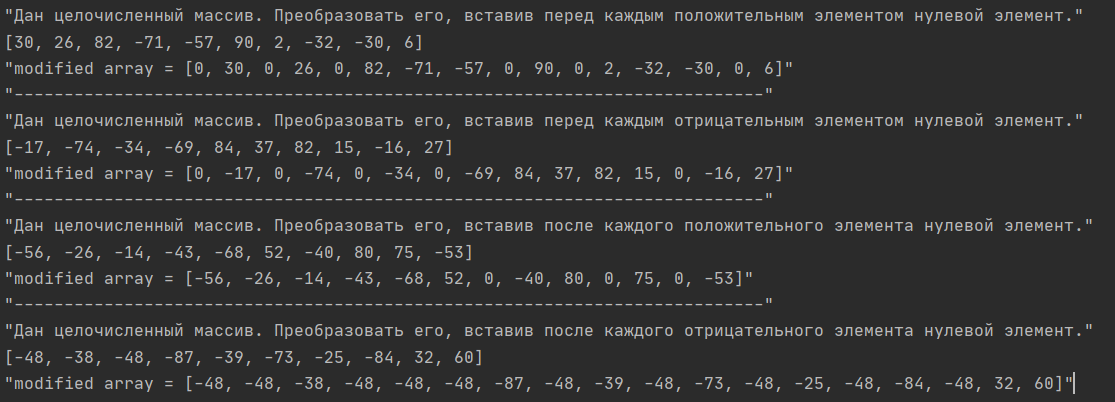 "Дан целочисленный массив. Преобразовать его, вставив перед каждым положительным элементом нулевой элемент."
[30, 26, 82, -71, -57, 90, 2, -32, -30, 6]
"modified array = [0, 30, 0, 26, 0, 82, -71, -57, 0, 90, 0, 2, -32, -30, 0, 6]"
"---------------------------------------------------------------------------"
"Дан целочисленный массив. Преобразовать его, вставив перед каждым отрицательным элементом нулевой элемент."
[-17, -74, -34, -69, 84, 37, 82, 15, -16, 27]
"modified array = [0, -17, 0, -74, 0, -34, 0, -69, 84, 37, 82, 15, 0, -16, 27]"
"---------------------------------------------------------------------------"
"Дан целочисленный массив. Преобразовать его, вставив после каждого положительного элемента нулевой элемент."
[-56, -26, -14, -43, -68, 52, -40, 80, 75, -53]
"modified array = [-56, -26, -14, -43, -68, 52, 0, -40, 80, 0, 75, 0, -53]"
"---------------------------------------------------------------------------"
"Дан целочисленный массив. Преобразовать его, вставив после каждого отрицательного элемента нулевой элемент."
[-48, -38, -48, -87, -39, -73, -25, -84, 32, 60]
"modified array = [-48, -48, -38, -48, -48, -48, -87, -48, -39, -48, -73, -48, -25, -48, -84, -48, 32, 60]"